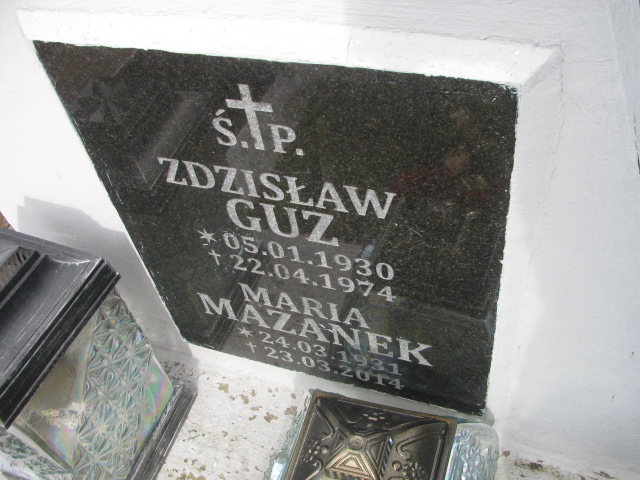 Ś.†P.
ZDZISŁAW
GUZ
*05.01.1930
†22.04.1974
MARIA
MAZANEK
*24.03.1931
†23.03.2014